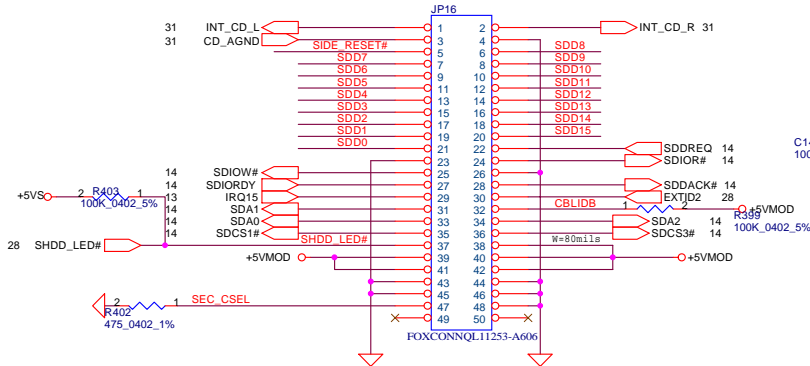 JP16
31 INT_CD_L 1 2 INT_CD_R 31
31 CD_AGND 3 4
SIDE_RESET# 5 6 SDD8
SDD7 7 8 SDD9
SDD6 9 10 SDD10
SDD5 11 12 SDD11
SDD4 13 14 SDD12
SDD3 15 16 SDD13
SDD2 17 18 SDD14
SDD1 19 20 SDD15
SDD0 21 22 SDDREQ 14
23 24 SDIOR# 14
14 SDIOW# 25 26
14 SDIORDY 27 28 SDDACK# 14
13 IRQ15 29 30 EXTID2 28
14 SDA1 31 32 CBLIDB 1 2 +5VMOD
14 SDA0 33 34 SDA2 14
14 SDCS1# 35 36 SDCS3# 14
R399
100K_0402_5%
+5VS 2 1
R403
100K_0402_5%
28 SHDD_LED# SHDD_LED# 37 38 W=80mils
+5VMOD 39 40 +5VMOD
41 42
43 44
45 46
2 1 SEC_CSEL 47 48
R402
475_0402_1%
49 50
FOXCONNQL11253-A606
C14
100